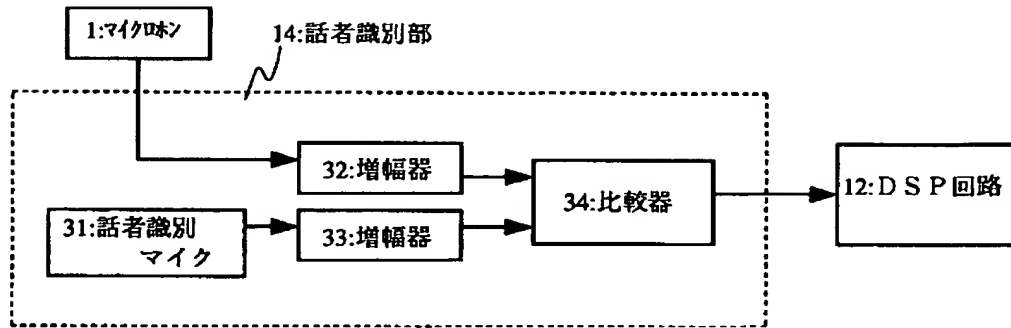 1:マイクロホン
14:話者識別部
32:増幅器
31:話者識別
マイク
33:増幅器
34:比較器
12:ＤＳＰ回路